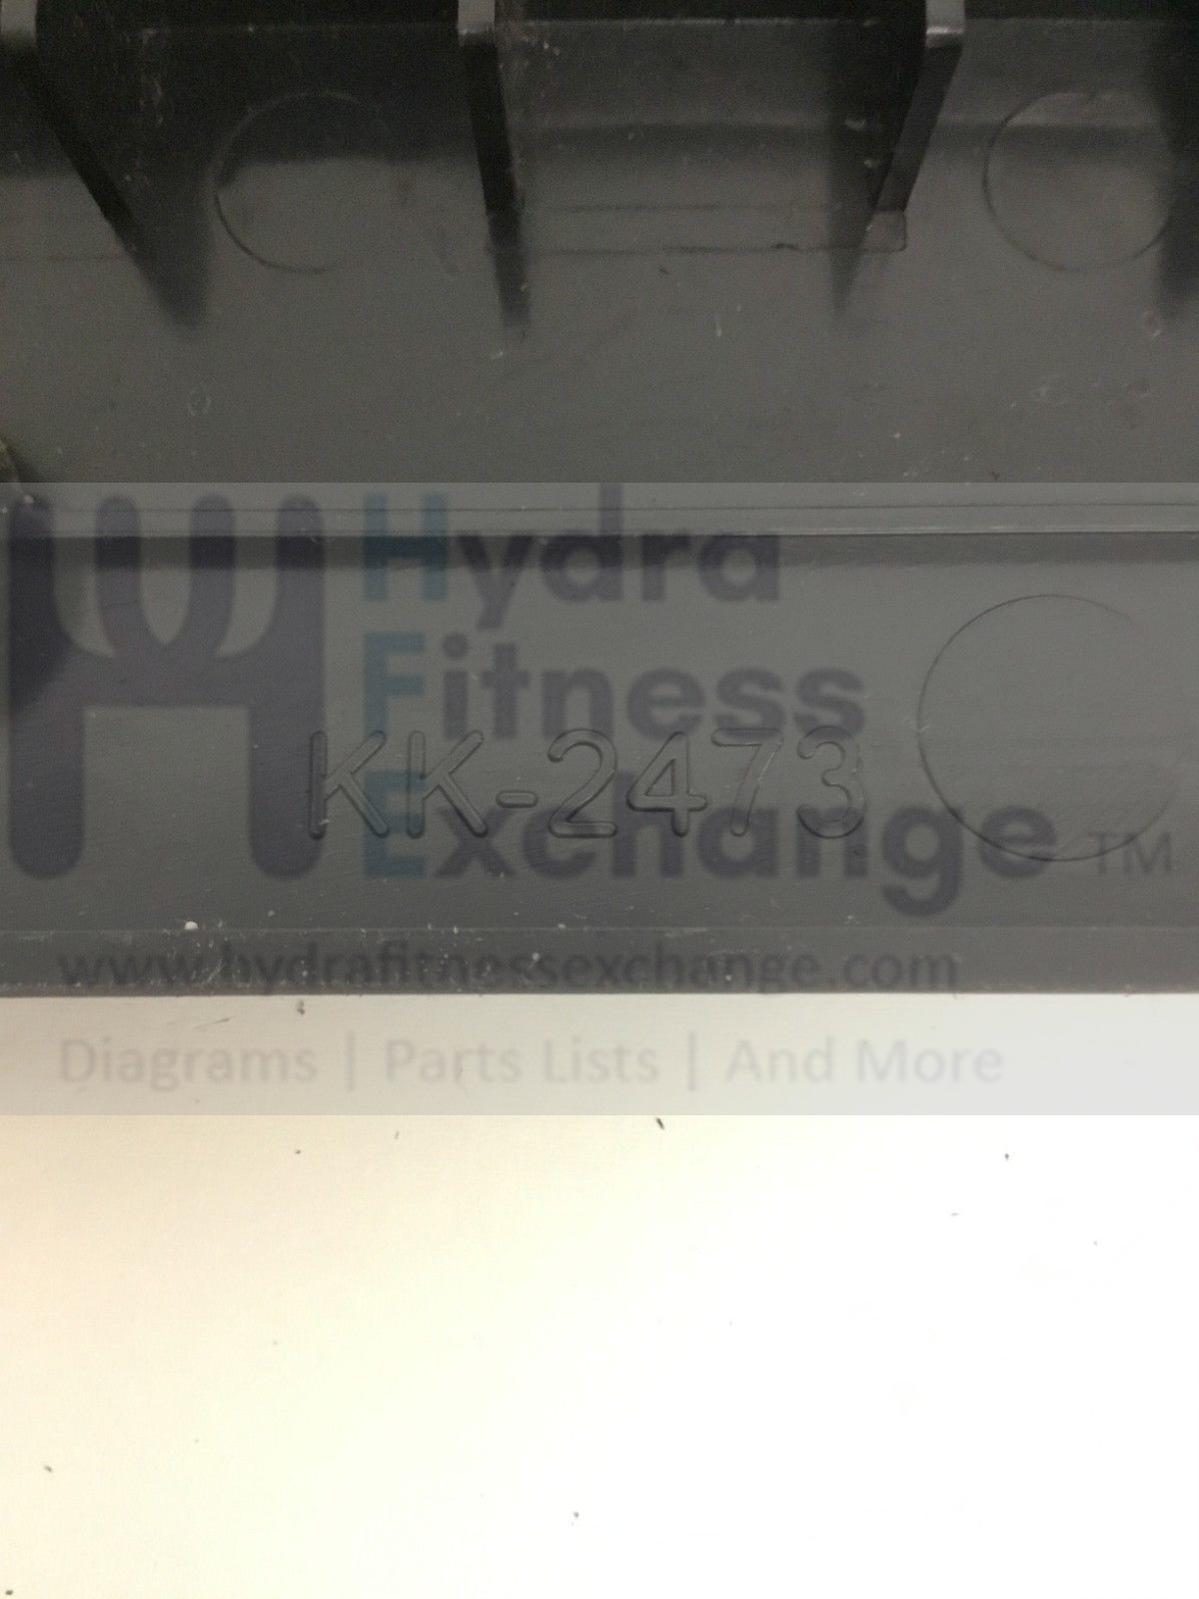 Hydra
Fitness
KK-2473
Exchange TM
www.hydrafitnessexchange.com
Diagrams | Parts Lists | And More